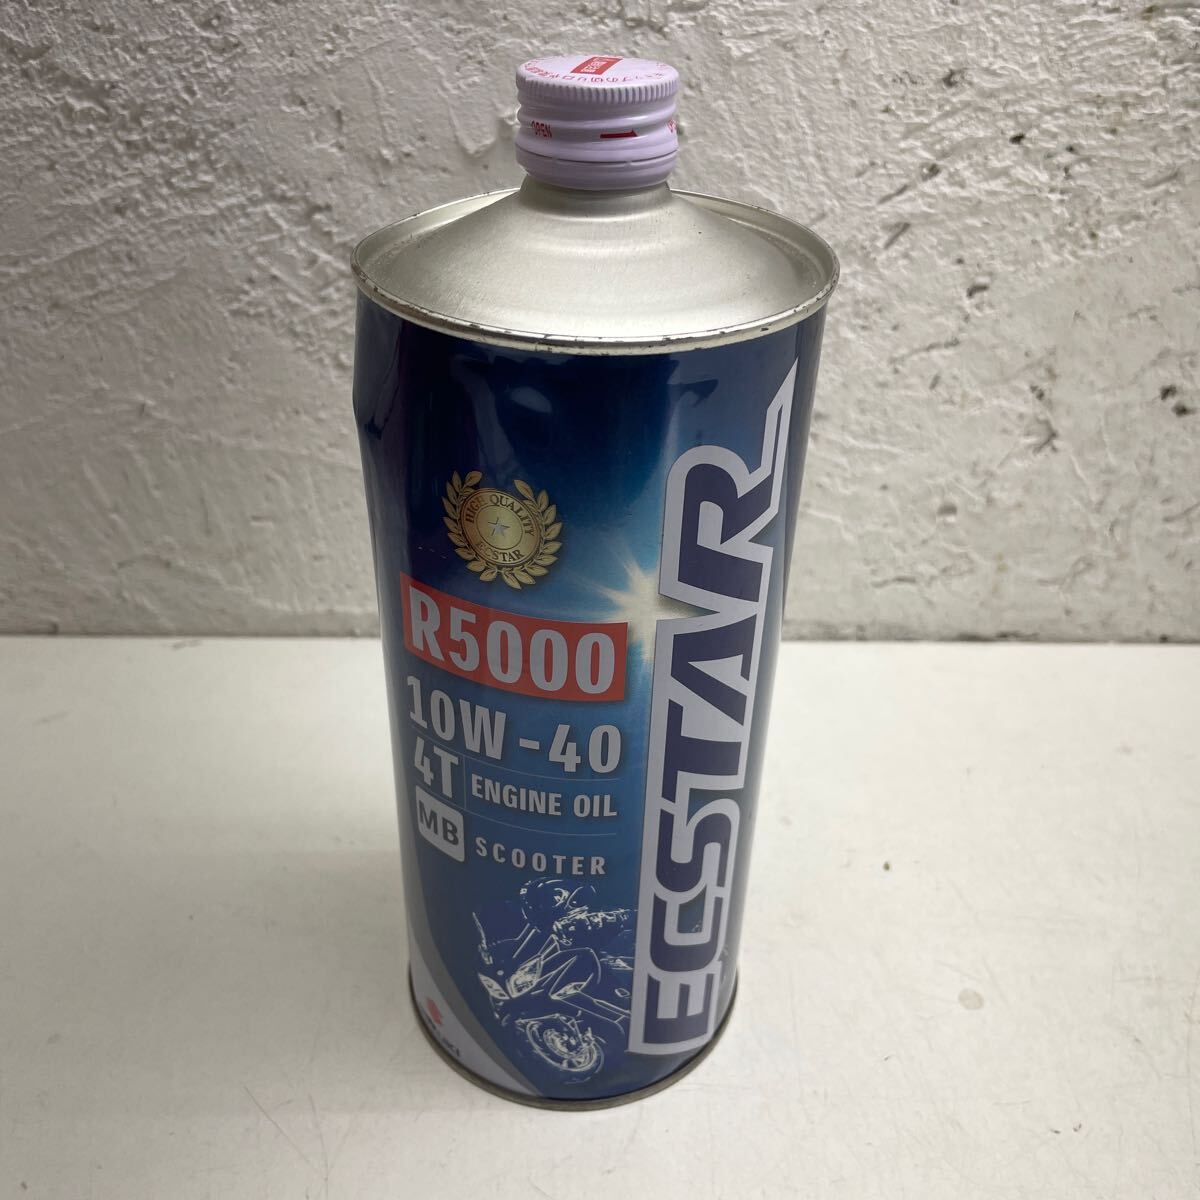 OPEN
HIGH QUALITY
ECSTAR
R5000
10W-40
4T ENGINE OIL
MB SCOOTER
ECSTAR